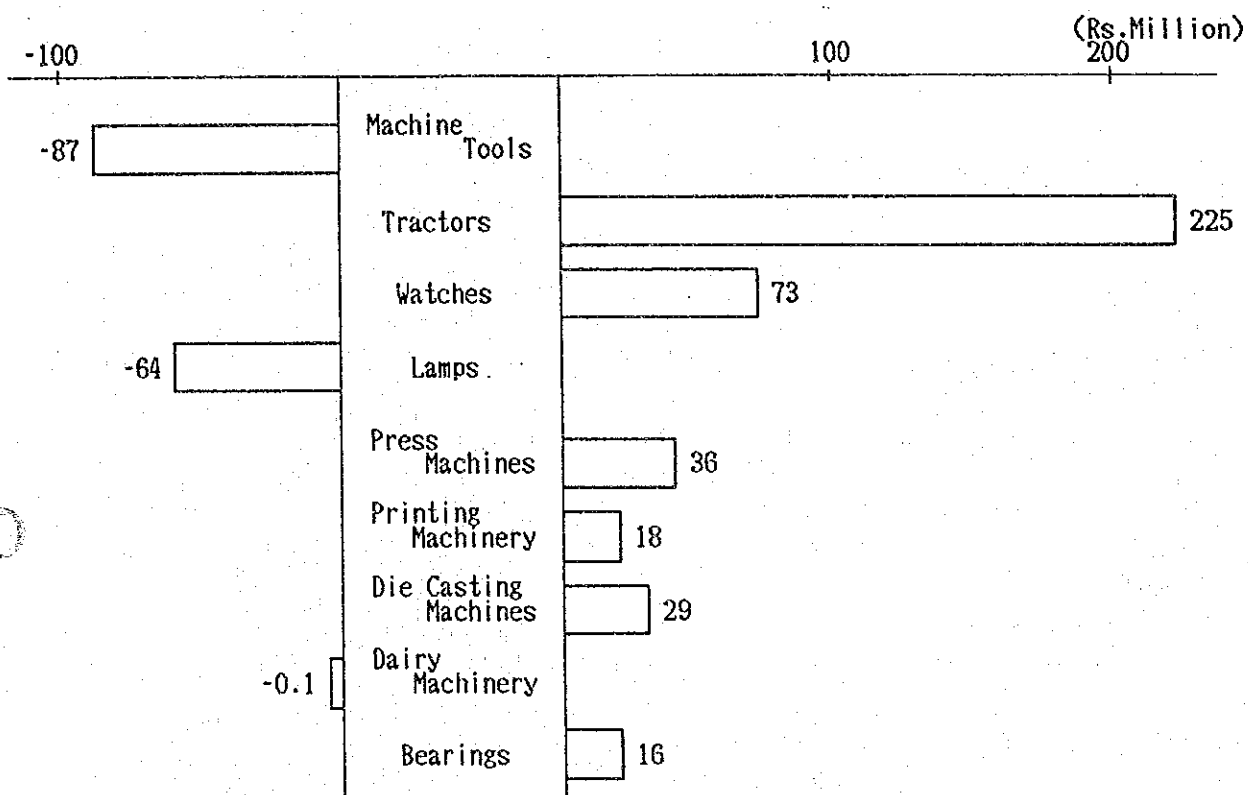 (Rs.Million)
-100 100 200
Machine
Tools
-87
Tractors
225
Watches
73
-64
Lamps
Press
Machines
36
Printing
Machinery
18
Die Casting
Machines
29
Dairy
Machinery
-0.1
Bearings
16